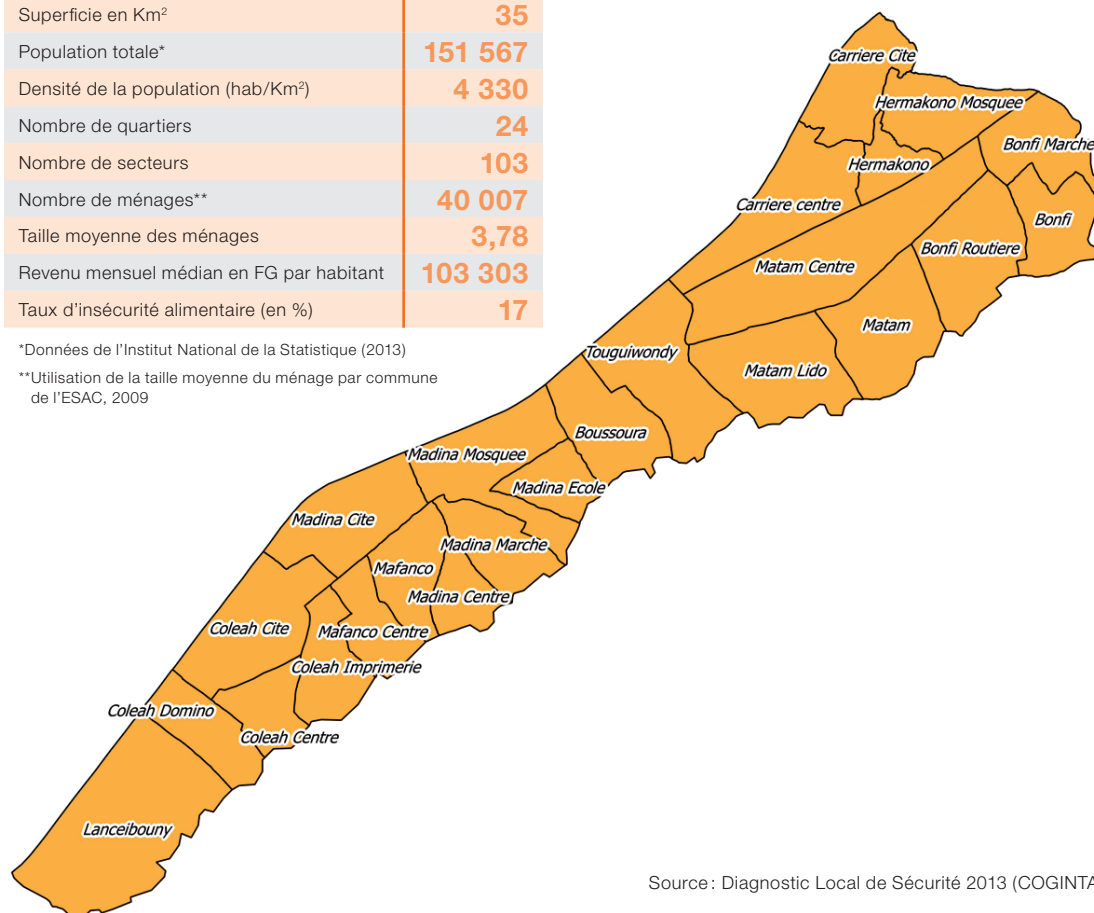 Superficie en Km² 35
Population totale* 151 567
Densité de la population (hab/Km²) 4 330
Nombre de quartiers 24
Nombre de secteurs 103
Nombre de ménages** 40 007
Taille moyenne des ménages 3,78
Revenu mensuel médian en FG par habitant 103 303
Taux d'insécurité alimentaire (en %) 17
*Données de l'Institut National de la Statistique (2013)
**Utilisation de la taille moyenne du ménage par commune
de l'ESAC, 2009
Carriere Cite
Hermakono Mosquee
Bonfi Marche
Hermakono
Carriere centre
Bonfi
Bonfi Routiere
Matam Centre
Matam
Touguiwondy
Matam Lido
Boussoura
Madina Mosquee
Madina Ecole
Madina Cite
Madina Marche
Mafanco
Madina Centre
Coleah Cite
Mafanco Centre
Coleah Imprimerie
Coleah Domino
Coleah Centre
Lanceibouny
Source : Diagnostic Local de Sécurité 2013 (COGINTA